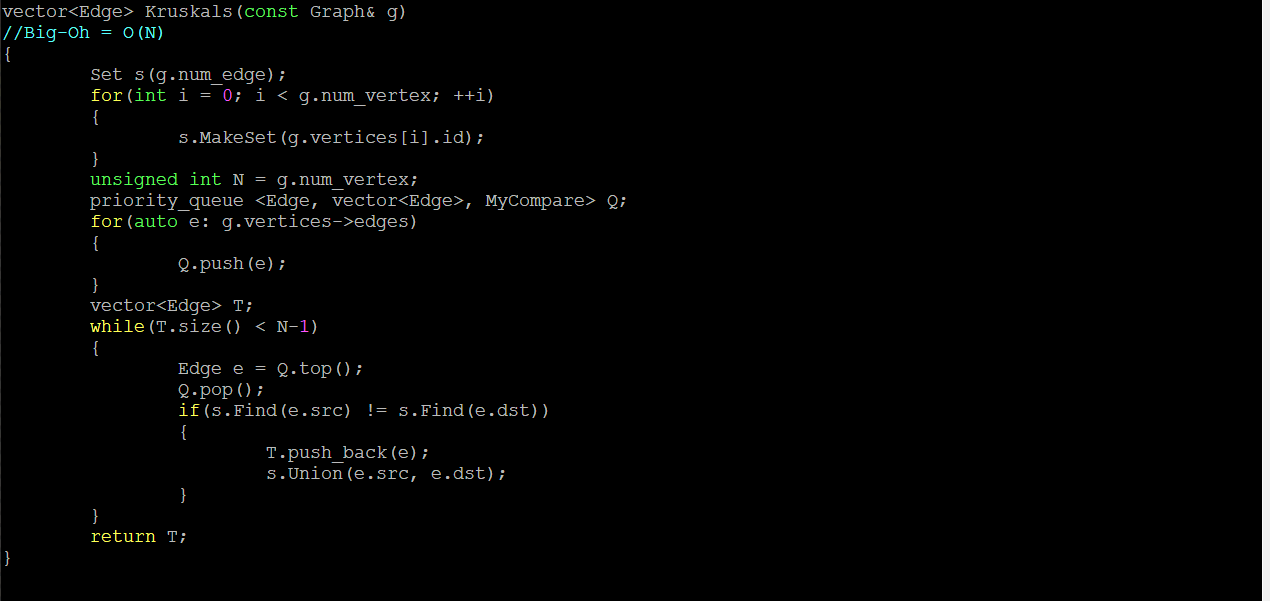 vector<Edge> Kruskals(const Graph& g)
//Big-Oh = O(N)
{
        Set s(g.num_edge);
        for(int i = 0; i < g.num_vertex; ++i)
        {
                s.MakeSet(g.vertices[i].id);
        }
        unsigned int N = g.num_vertex;
        priority_queue <Edge, vector<Edge>, MyCompare> Q;
        for(auto e: g.vertices->edges)
        {
                Q.push(e);
        }
        vector<Edge> T;
        while(T.size() < N-1)
        {
                Edge e = Q.top();
                Q.pop();
                if(s.Find(e.src) != s.Find(e.dst))
                {
                        T.push_back(e);
                        s.Union(e.src, e.dst);
                }
        }
        return T;
}